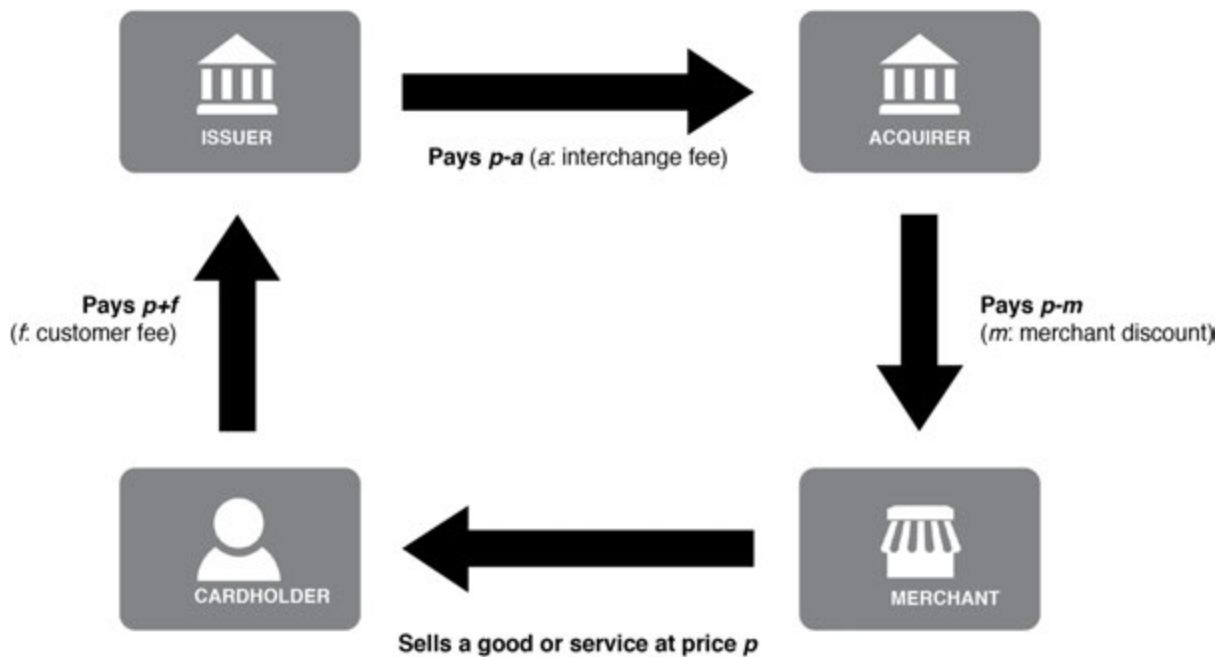 ISSUER
ACQUIRER
Pays p-a (a: interchange fee)
Pays p+f
(f: customer fee)
Pays p-m
(m: merchant discount)
CARDHOLDER
MERCHANT
Sells a good or service at price p